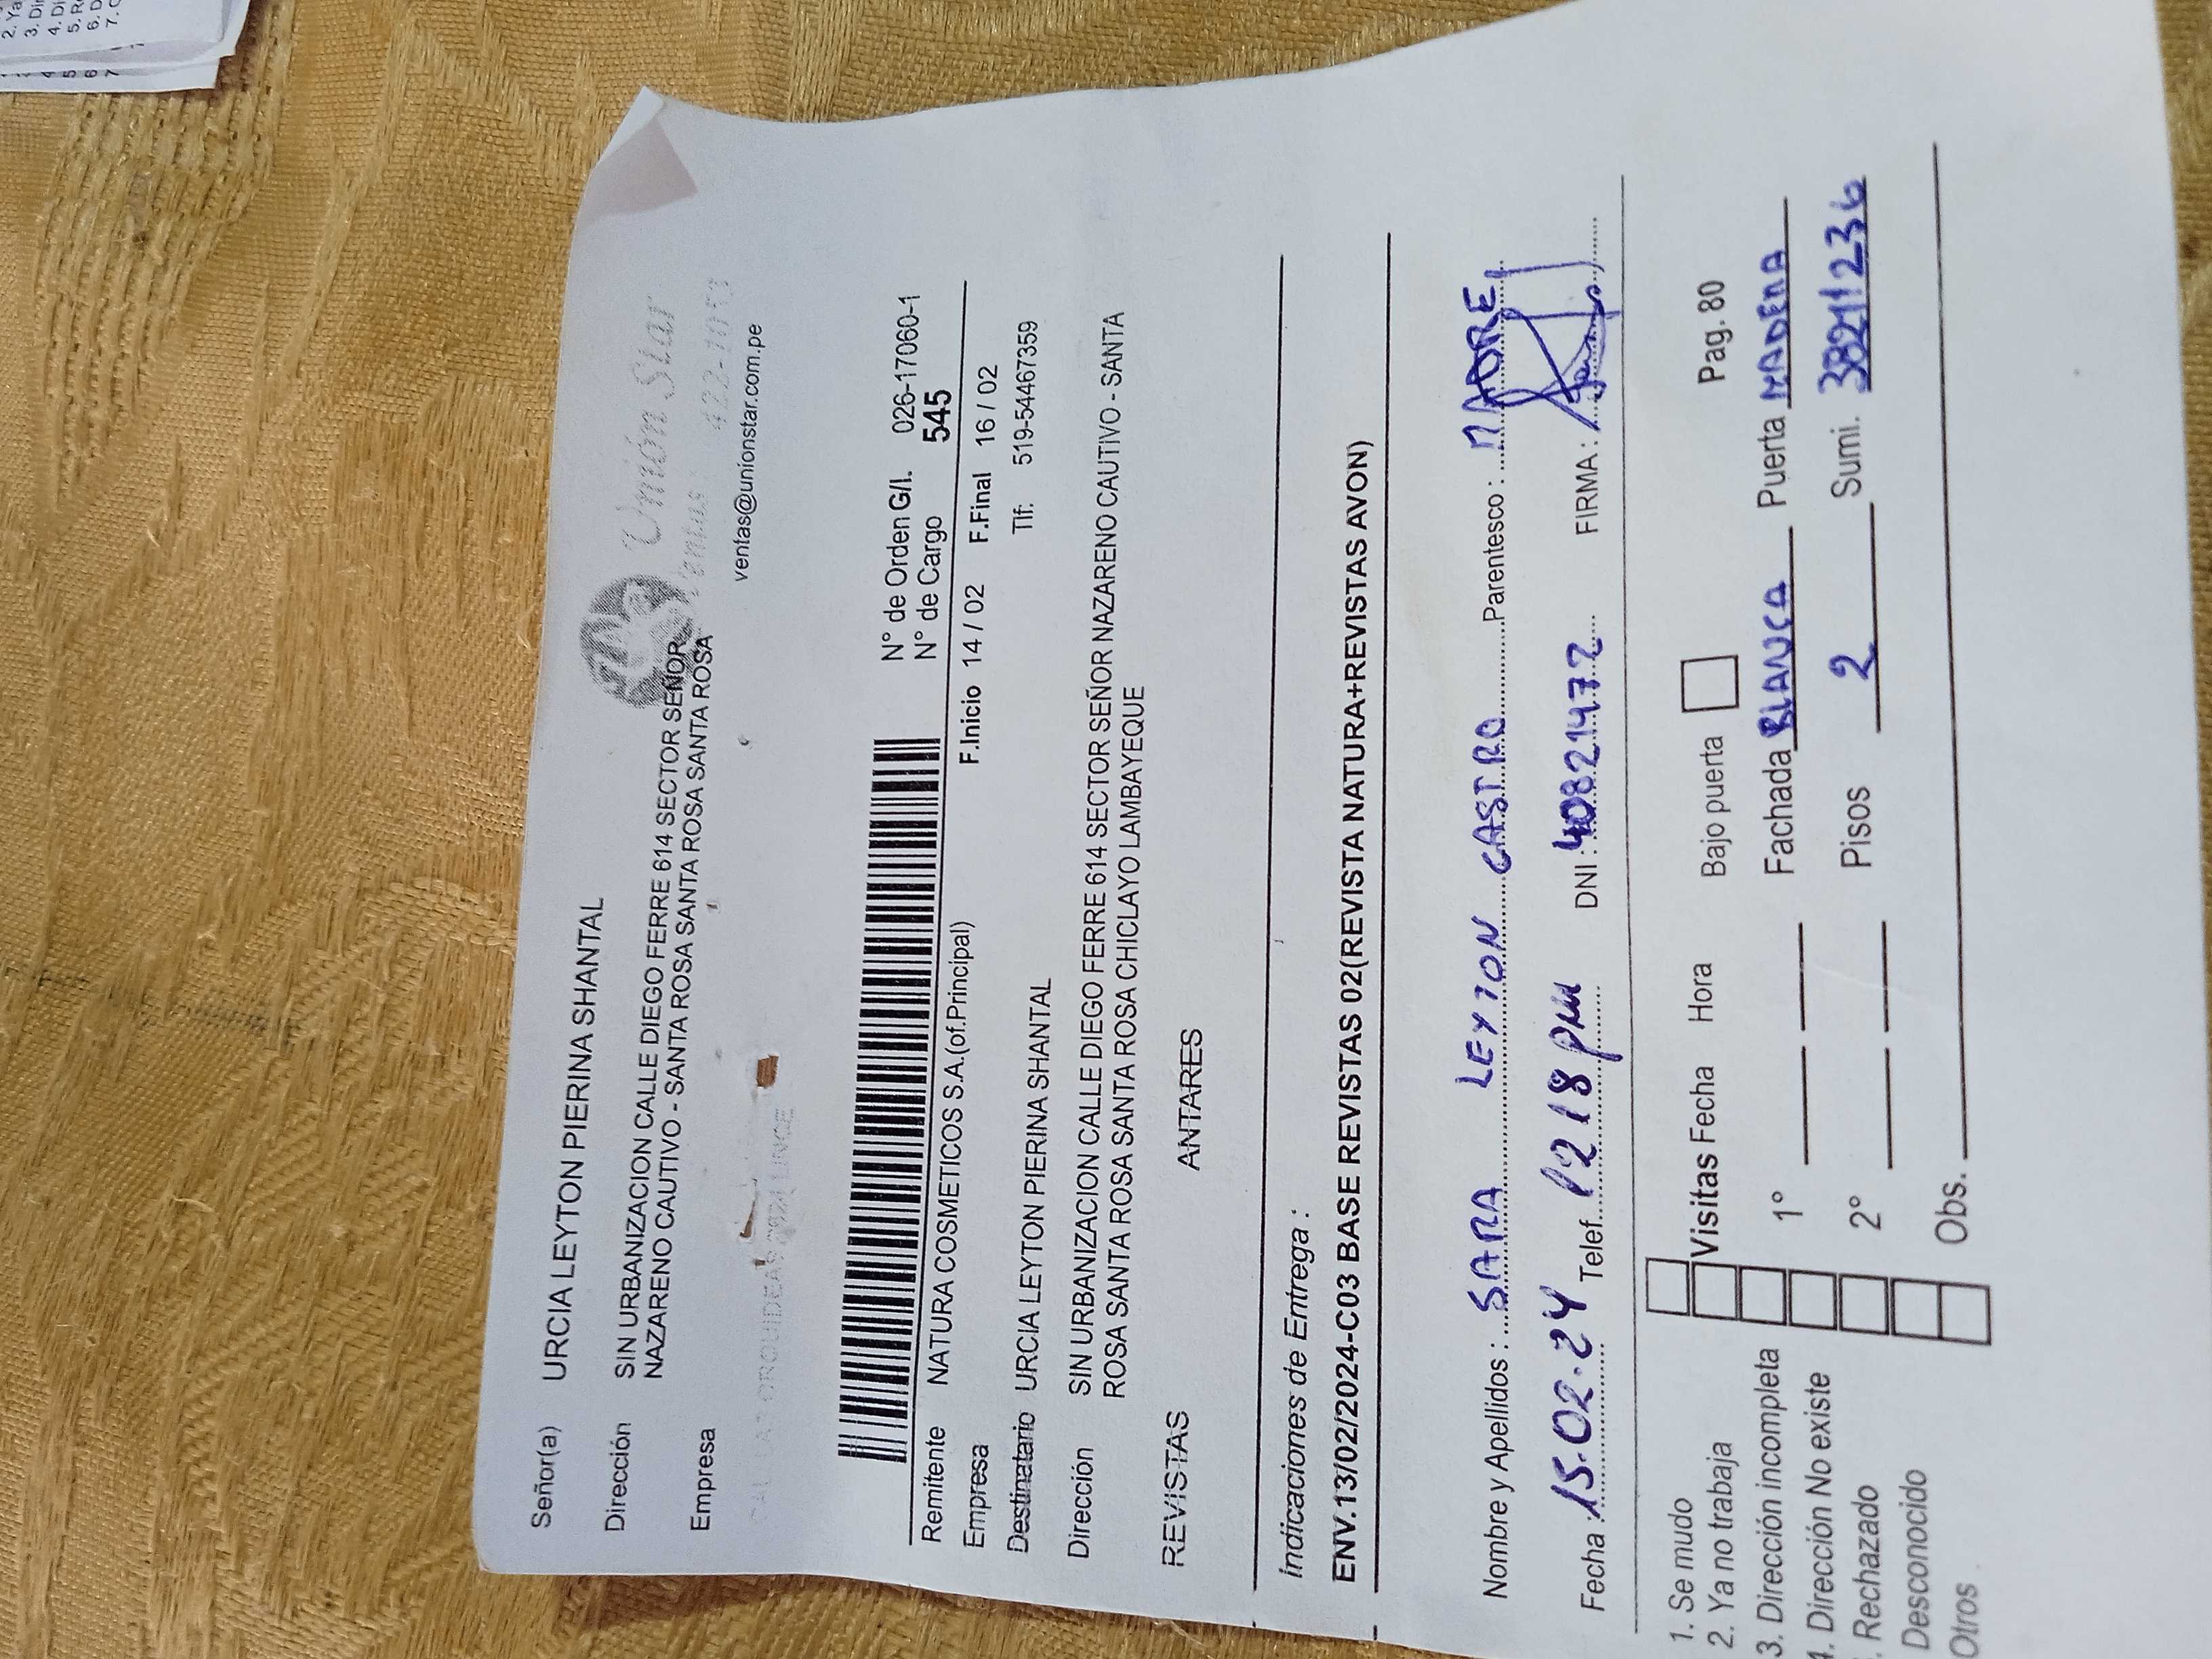 Señor(a) URCIA LEYTON PIERINA SHANTAL
Unión Star
Dirección SIN URBANIZACION CALLE DIEGO FERRE 614 SECTOR SEÑOR
NAZARENO CAUTIVO - SANTA ROSA SANTA ROSA SANTA ROSA SANTA ROSA
Empresa
ventas@unionstar.com.pe
N° de Orden G/I. 026-17060-1
Remitente NATURA COSMETICOS S.A.(of.Principal) N° de Cargo 545
Empresa F.Inicio 14 / 02 F.Final 16 / 02
Destinatario URCIA LEYTON PIERINA SHANTAL Tlf: 519-54467359
Dirección SIN URBANIZACION CALLE DIEGO FERRE 614 SECTOR SEÑOR NAZARENO CAUTIVO - SANTA
ROSA SANTA ROSA SANTA ROSA CHICLAYO LAMBAYEQUE
REVISTAS ANTARES
Indicaciones de Entrega :
ENV.13/02/2024-C03 BASE REVISTAS 02(REVISTA NATURA+REVISTAS AVON)
Nombre y Apellidos : SARA LEYTON CASTRO Parentesco : MADRE
Fecha : 15.02.24 Telef. 12 18 pm DNI : 40821472 FIRMA :
1. Se mudo Visitas Fecha Hora Bajo puerta Pag. 80
2. Ya no trabaja
3. Dirección incompleta 1° Fachada BLANCA Puerta MADERA
4. Dirección No existe 2° Pisos 2 Sumi.
Rechazado
Desconocido Obs.
Otros